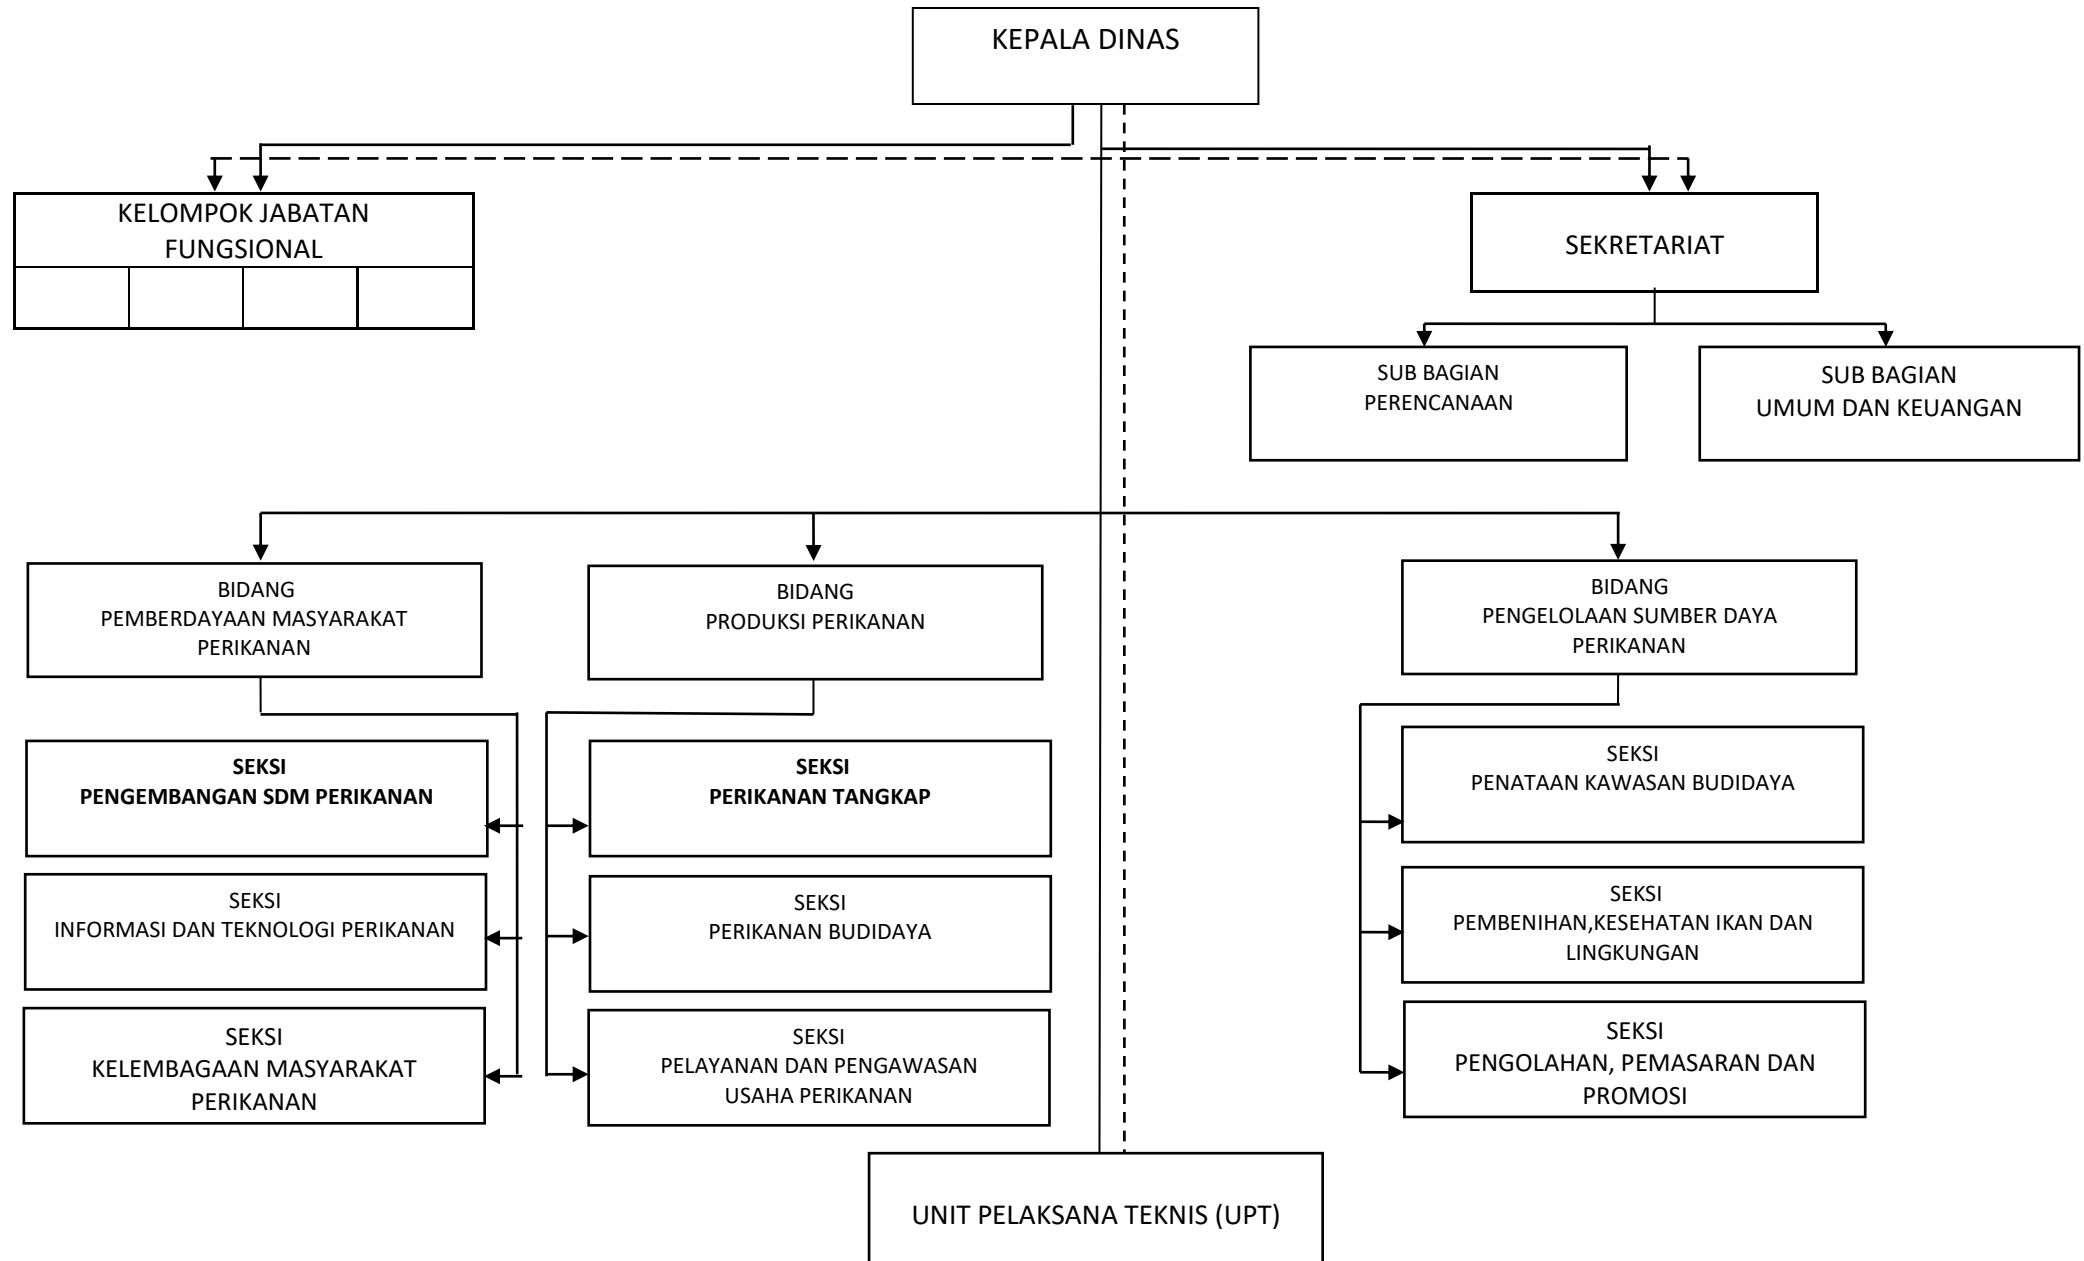 KEPALA DINAS
KELOMPOK JABATAN
FUNGSIONAL
SEKRETARIAT
SUB BAGIAN
PERENCANAAN
SUB BAGIAN
UMUM DAN KEUANGAN
BIDANG
PEMBERDAYAAN MASYARAKAT
PERIKANAN
BIDANG
PRODUKSI PERIKANAN
BIDANG
PENGELOLAAN SUMBER DAYA
PERIKANAN
SEKSI
PENGEMBANGAN SDM PERIKANAN
SEKSI
PERIKANAN TANGKAP
SEKSI
PENATAAN KAWASAN BUDIDAYA
SEKSI
INFORMASI DAN TEKNOLOGI PERIKANAN
SEKSI
PERIKANAN BUDIDAYA
SEKSI
PEMBENIHAN,KESEHATAN IKAN DAN
LINGKUNGAN
SEKSI
KELEMBAGAAN MASYARAKAT
PERIKANAN
SEKSI
PELAYANAN DAN PENGAWASAN
USAHA PERIKANAN
SEKSI
PENGOLAHAN, PEMASARAN DAN
PROMOSI
UNIT PELAKSANA TEKNIS (UPT)